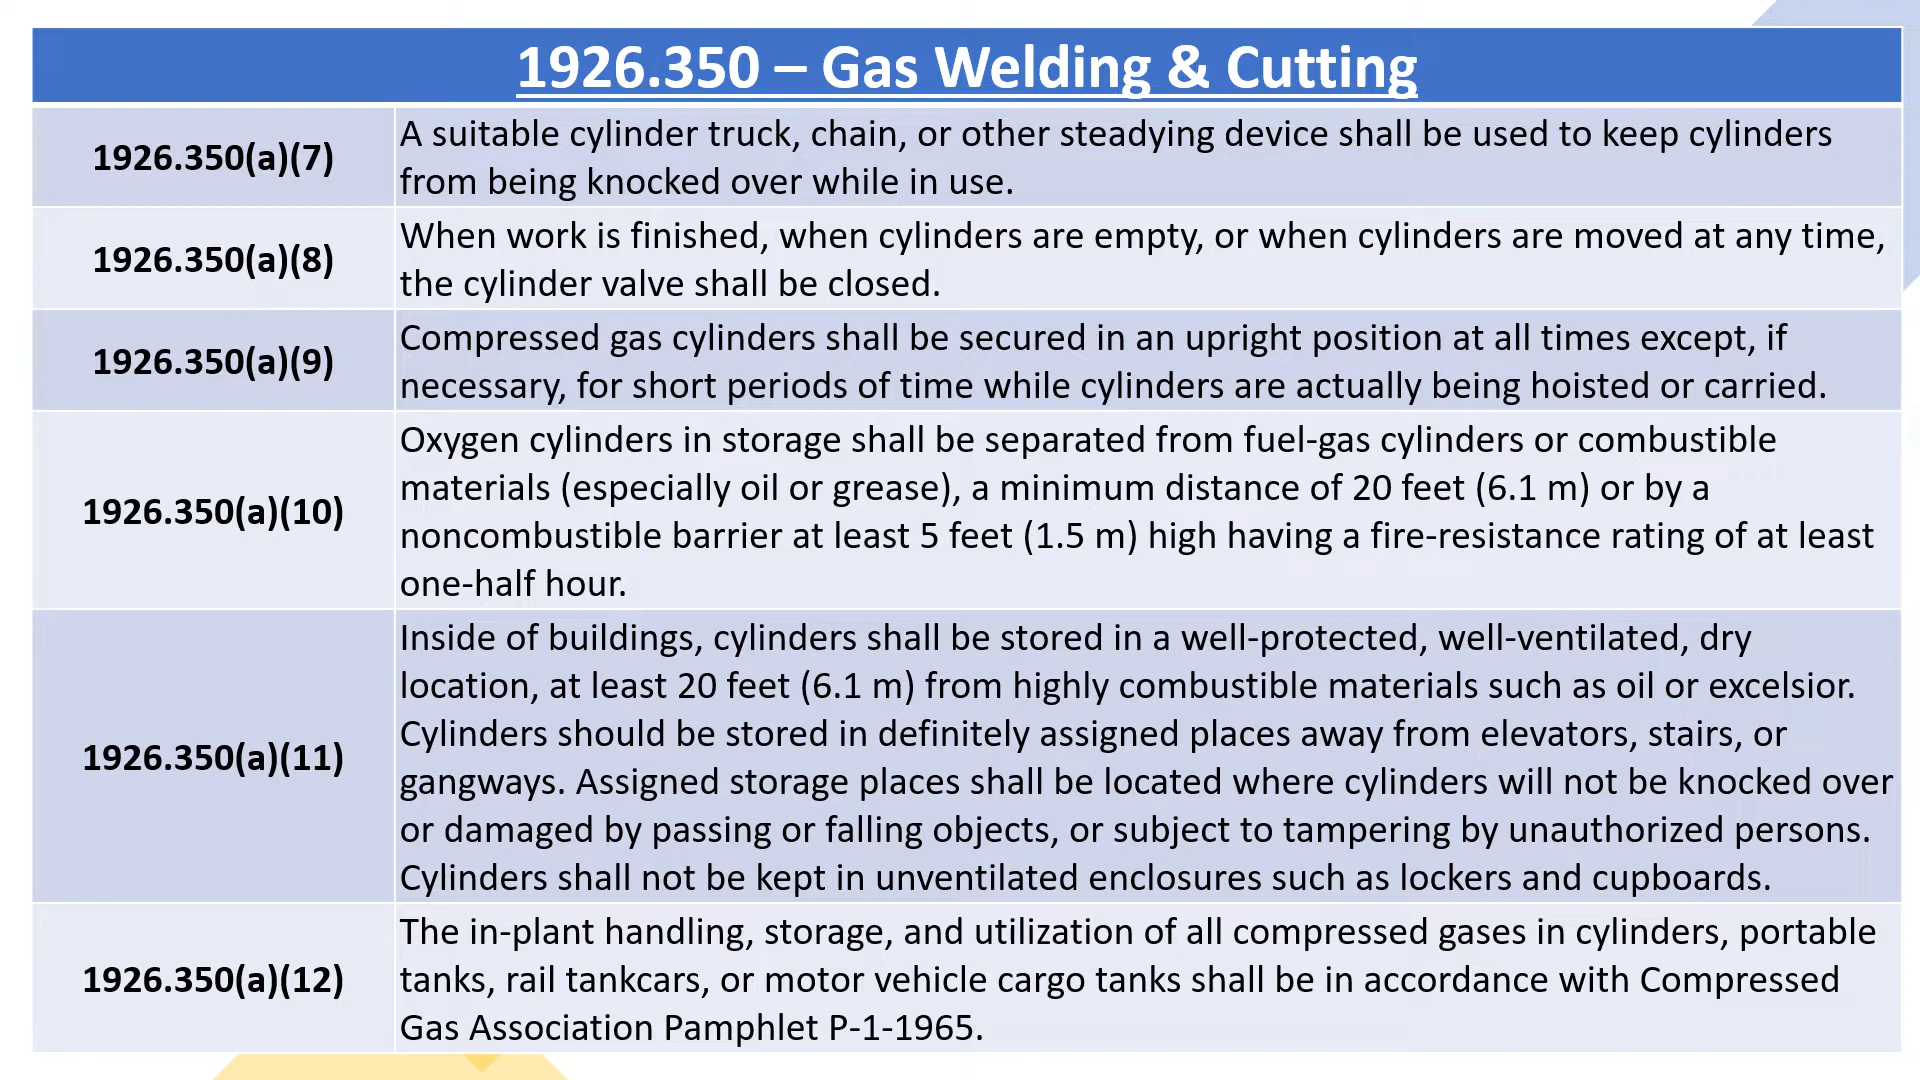 1926.350 – Gas Welding & Cutting
1926.350(a)(7)
A suitable cylinder truck, chain, or other steadying device shall be used to keep cylinders
from being knocked over while in use.
1926.350(a)(8)
When work is finished, when cylinders are empty, or when cylinders are moved at any time,
the cylinder valve shall be closed.
1926.350(a)(9)
Compressed gas cylinders shall be secured in an upright position at all times except, if
necessary, for short periods of time while cylinders are actually being hoisted or carried.
1926.350(a)(10)
Oxygen cylinders in storage shall be separated from fuel-gas cylinders or combustible
materials (especially oil or grease), a minimum distance of 20 feet (6.1 m) or by a
noncombustible barrier at least 5 feet (1.5 m) high having a fire-resistance rating of at least
one-half hour.
1926.350(a)(11)
Inside of buildings, cylinders shall be stored in a well-protected, well-ventilated, dry
location, at least 20 feet (6.1 m) from highly combustible materials such as oil or excelsior.
Cylinders should be stored in definitely assigned places away from elevators, stairs, or
gangways. Assigned storage places shall be located where cylinders will not be knocked over
or damaged by passing or falling objects, or subject to tampering by unauthorized persons.
Cylinders shall not be kept in unventilated enclosures such as lockers and cupboards.
1926.350(a)(12)
The in-plant handling, storage, and utilization of all compressed gases in cylinders, portable
tanks, rail tankcars, or motor vehicle cargo tanks shall be in accordance with Compressed
Gas Association Pamphlet P-1-1965.